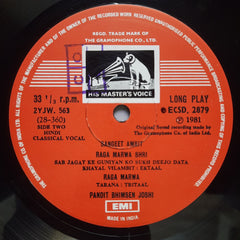 REGD. TRADE MARK OF
THE GRAMOPHONE CO., LTD.
HIS MASTER'S VOICE
33 1/3 r.p.m.
LONG PLAY
2YJW. 563
ECSD. 2879
(28-360)
℗ 1981
SIDE TWO
HINDI
CLASSICAL VOCAL
Original Sound recording made by
The Gramophone Co. of India Ltd.
SANGEET AMRIT
RAGA MARWA SHRI
SAR JAGAT KE GUNIYAN KO SUKH DEEJO DATA
KHAYAL VILAMBIT : EKTAAL
RAGA MARWA
TARANA : TRITAAL
PANDIT BHIMSEN JOSHI
EMI
MADE IN INDIA